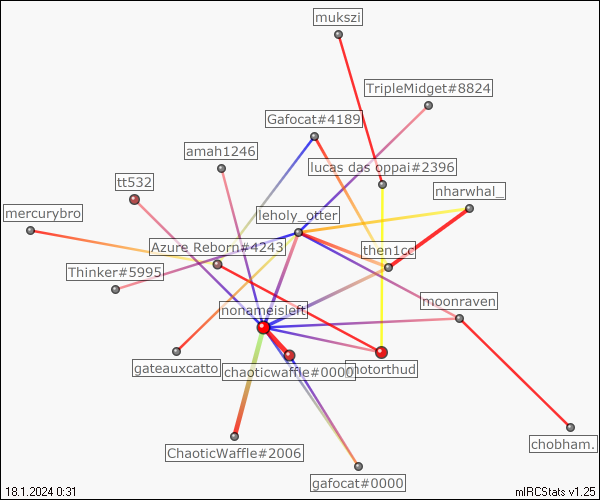 mukszi
TripleMidget#8824
Gafocat#4189
amah1246
lucas das oppai#2396
tt532
nharwhal_
mercurybro
leholy_otter
Azure Reborn#4243
then1cc
Thinker#5995
nonameisleft
moonraven
gateauxcatto
chaoticwaffle#0000
motorthud
ChaoticWaffle#2006
chobham.
gafocat#0000
18.1.2024 0:31
mIRCStats v1.25